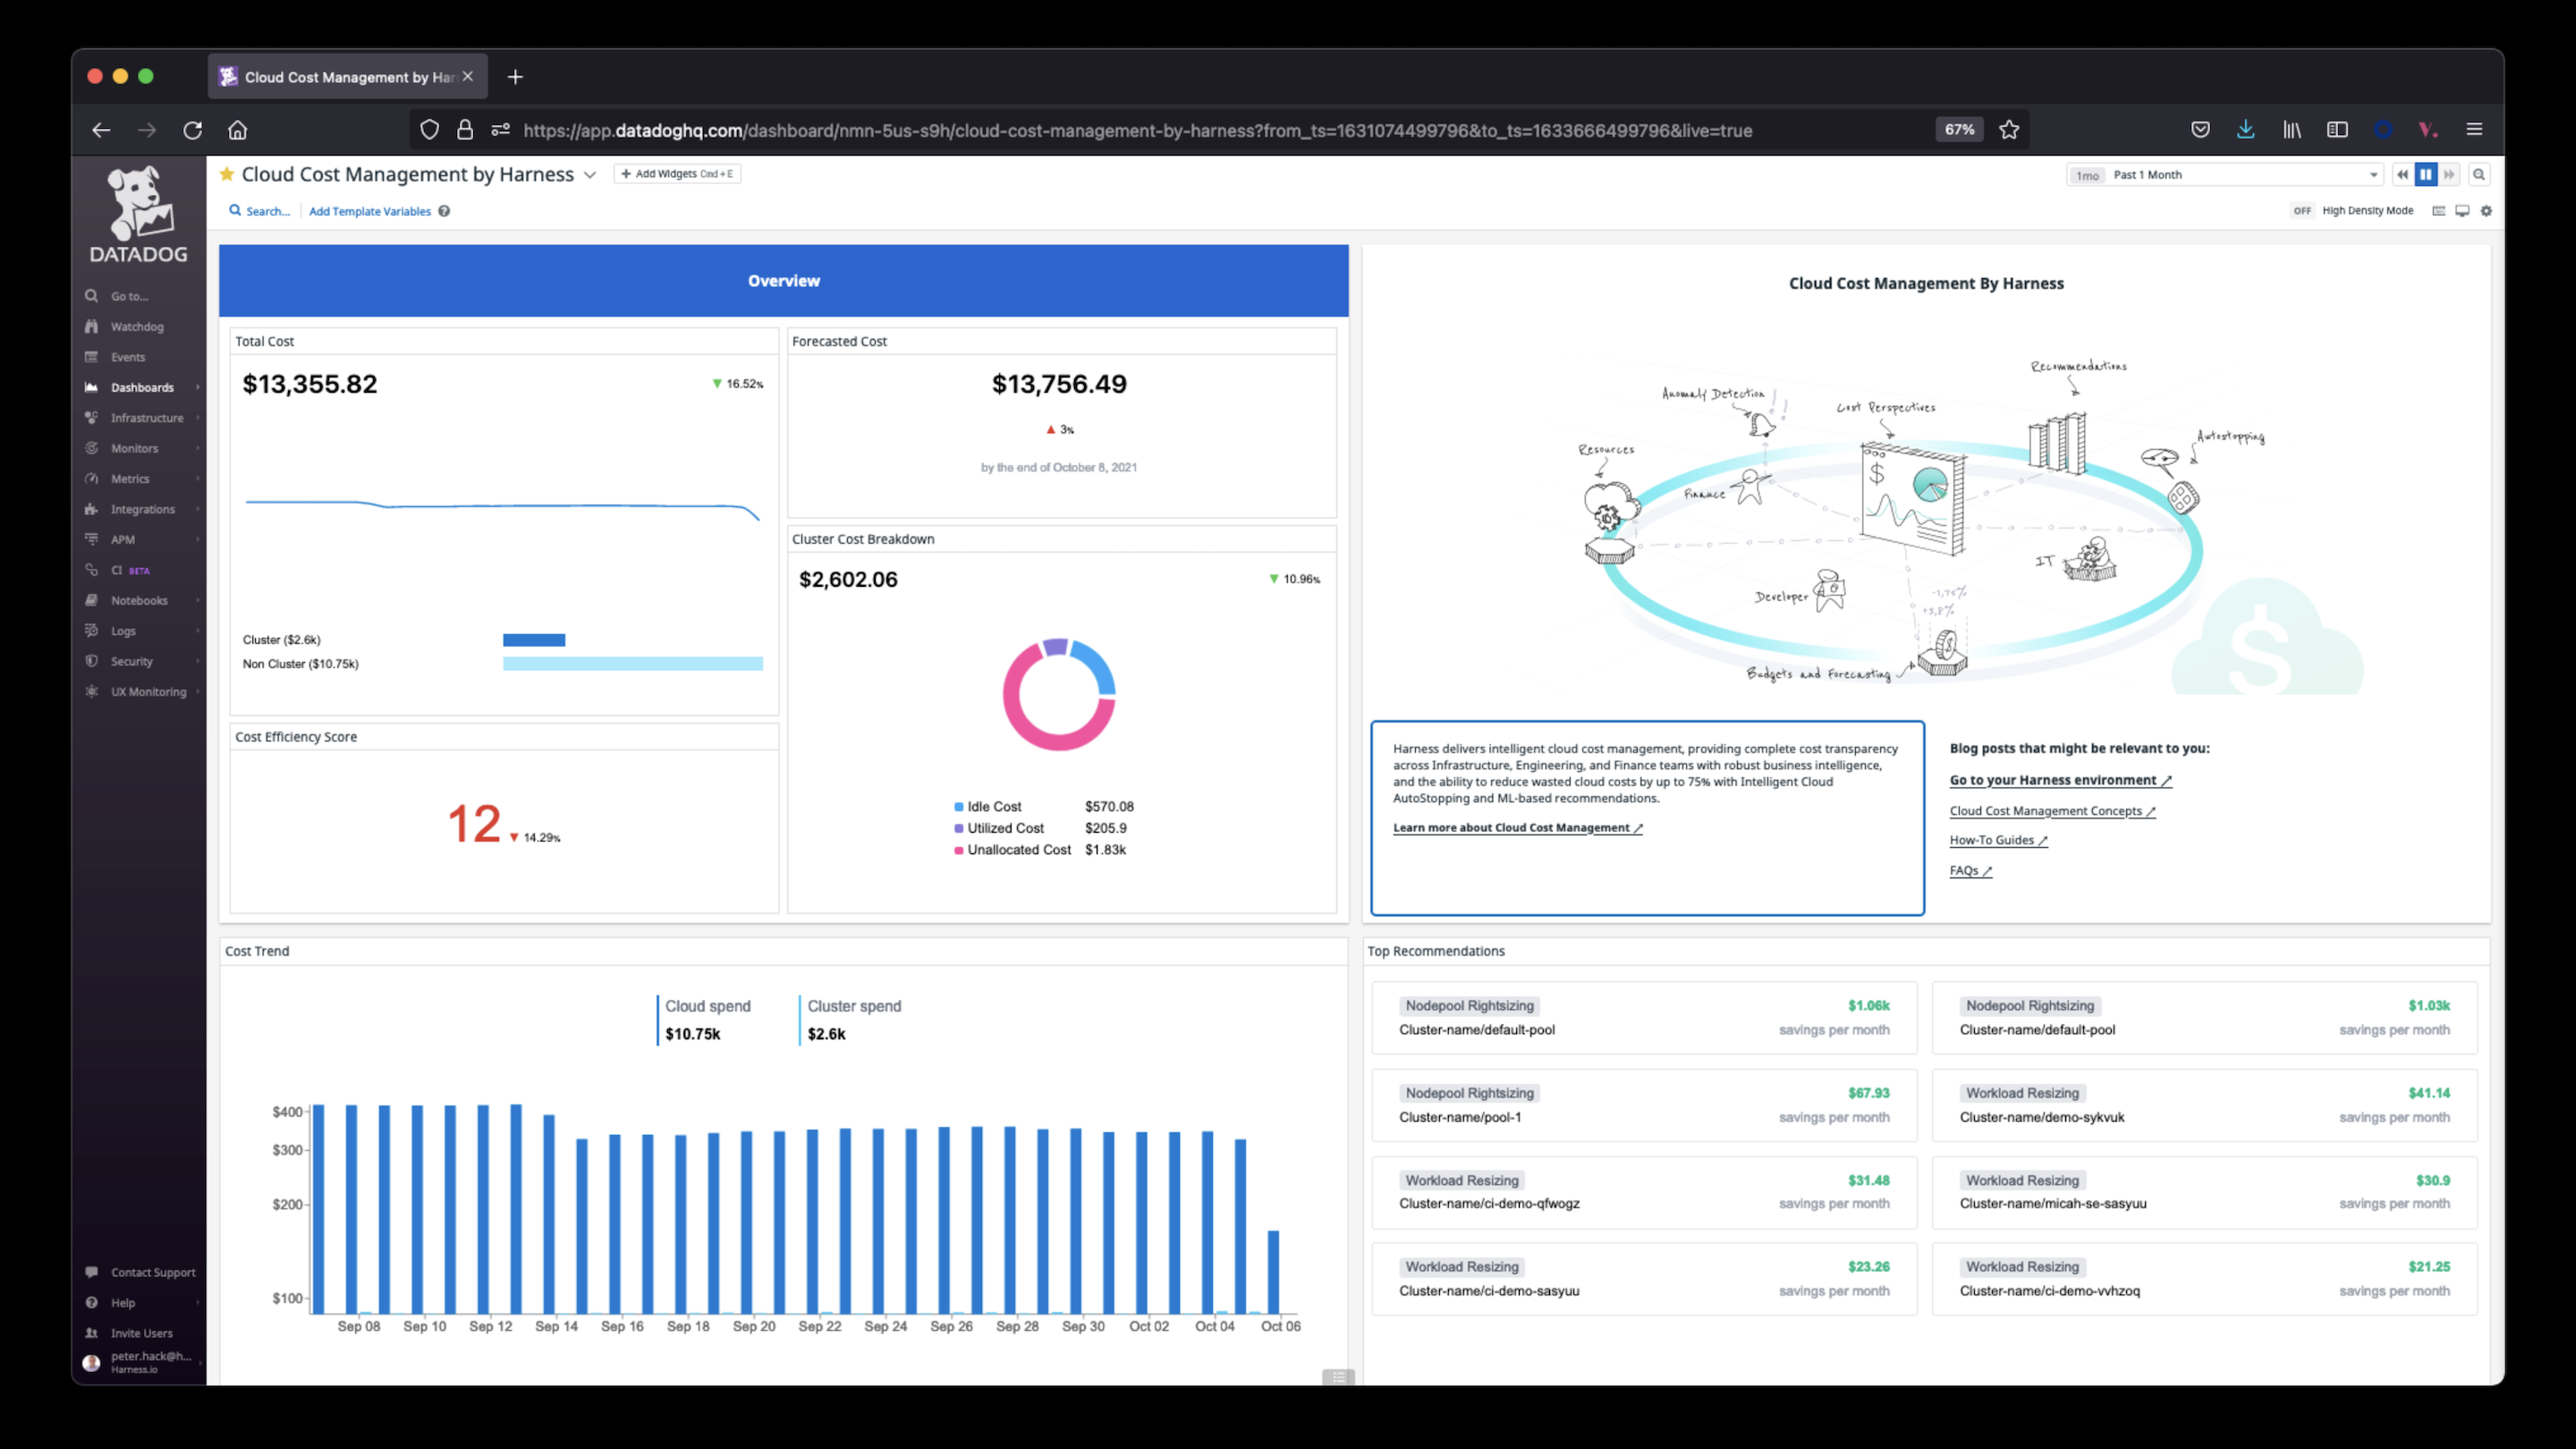 Cloud Cost Management by Har
https://app.datadoghq.com/dashboard/nmn-5us-s9h/cloud-cost-management-by-harness?from_ts=1631074499796&to_ts=1633666499796&live=true
67%
V.
DATADOG
Go to...
Watchdog
Events
Dashboards
Infrastructure
Monitors
Metrics
Integrations
APM
CI BETA
Notebooks
Logs
Security
UX Monitoring
Contact Support
Help
Invite Users
peter.hack@h...
Harness.io
Cloud Cost Management by Harness
+ Add Widgets Cmd + E
1mo Past 1 Month
Search...
Add Template Variables
OFF High Density Mode
Overview
Total Cost
$13,355.82
▼ 16.52%
Cluster ($2.6k)
Non Cluster ($10.75k)
Forecasted Cost
$13,756.49
▲ 3%
by the end of October 8, 2021
Cost Efficiency Score
12 ▼ 14.29%
Cluster Cost Breakdown
$2,602.06
▼ 10.96%
Idle Cost $570.08
Utilized Cost $205.9
Unallocated Cost $1.83k
Cloud Cost Management By Harness
Recommendations
Anomaly Detection
Cost Perspectives
Autostopping
Resources
$
Finance
IT
Developer
-1,75%
+3,8%
$
Budgets and Forecasting
$
Harness delivers intelligent cloud cost management, providing complete cost transparency
across Infrastructure, Engineering, and Finance teams with robust business intelligence,
and the ability to reduce wasted cloud costs by up to 75% with Intelligent Cloud
AutoStopping and ML-based recommendations.
Learn more about Cloud Cost Management
Blog posts that might be relevant to you:
Go to your Harness environment
Cloud Cost Management Concepts
How-To Guides
FAQs
Cost Trend
Cloud spend
$10.75k
Cluster spend
$2.6k
$400
$300
$200
$100
Sep 08 Sep 10 Sep 12 Sep 14 Sep 16 Sep 18 Sep 20 Sep 22 Sep 24 Sep 26 Sep 28 Sep 30 Oct 02 Oct 04 Oct 06
Top Recommendations
Nodepool Rightsizing $1.06k
Cluster-name/default-pool savings per month
Nodepool Rightsizing $1.03k
Cluster-name/default-pool savings per month
Nodepool Rightsizing $67.93
Cluster-name/pool-1 savings per month
Workload Resizing $41.14
Cluster-name/demo-sykvuk savings per month
Workload Resizing $31.48
Cluster-name/ci-demo-qfwogz savings per month
Workload Resizing $30.9
Cluster-name/micah-se-sasyuu savings per month
Workload Resizing $23.26
Cluster-name/ci-demo-sasyuu savings per month
Workload Resizing $21.25
Cluster-name/ci-demo-vvhzoq savings per month